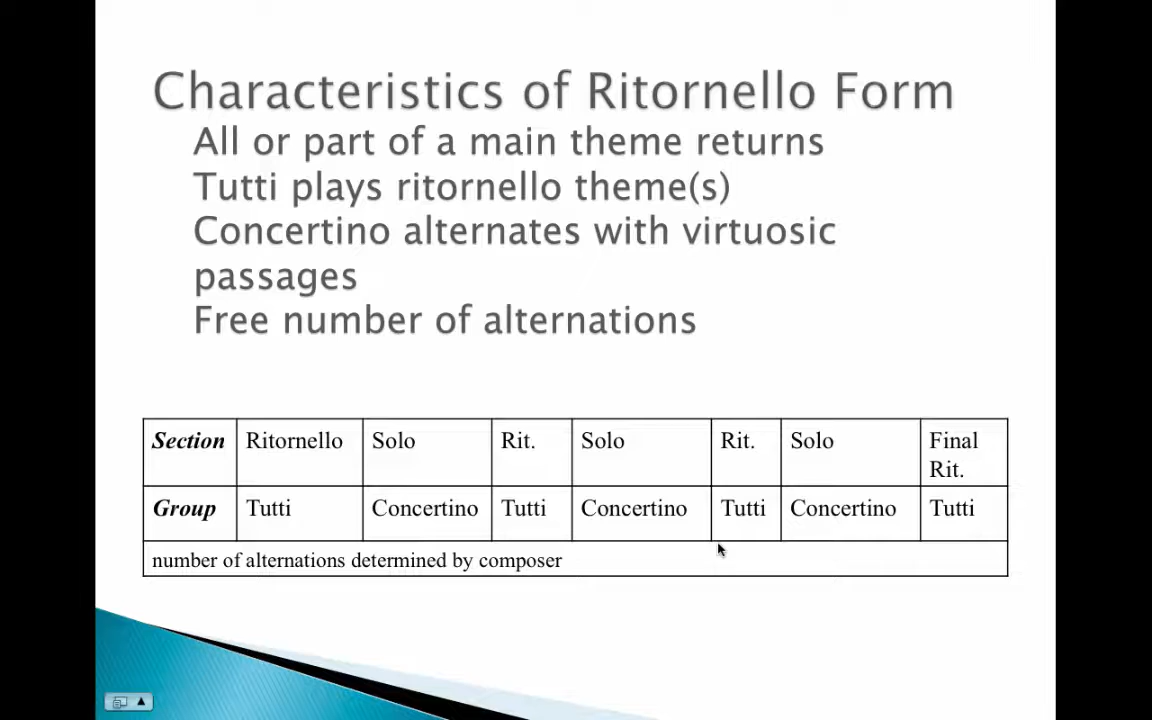 Characteristics of Ritornello Form
All or part of a main theme returns
Tutti plays ritornello theme(s)
Concertino alternates with virtuosic
passages
Free number of alternations
Section Ritornello Solo Rit. Solo Rit. Solo Final
Rit.
Group Tutti Concertino Tutti Concertino Tutti Concertino Tutti
number of alternations determined by composer